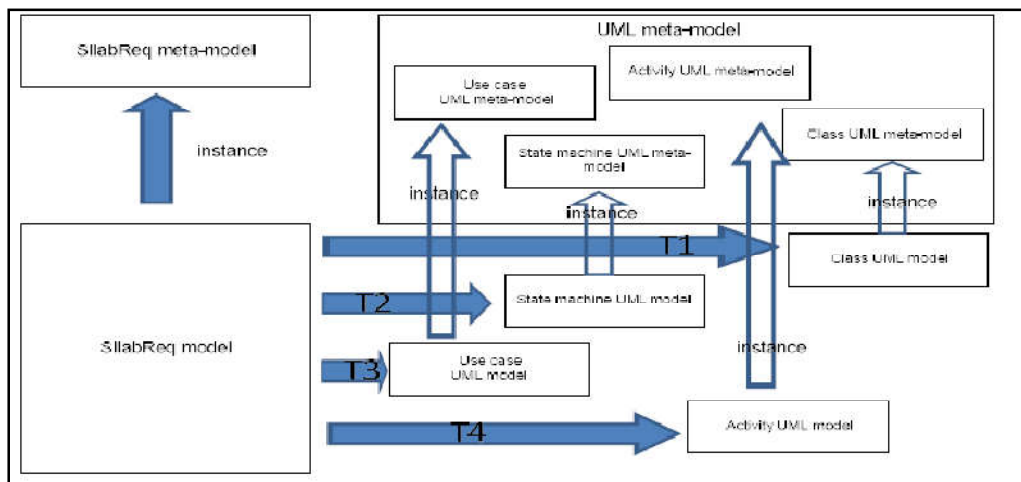 SIlabReq meta-model
UML meta-model
Activity UML meta-model
Use case
UML meta-model
Class UML meta-model
State machine UML meta-
model
instance
instance
instance
instance
T1
Class UML model
T2
State machine UML model
SIlabReq model
instance
T3
Use case
UML model
T4
Activity UML model